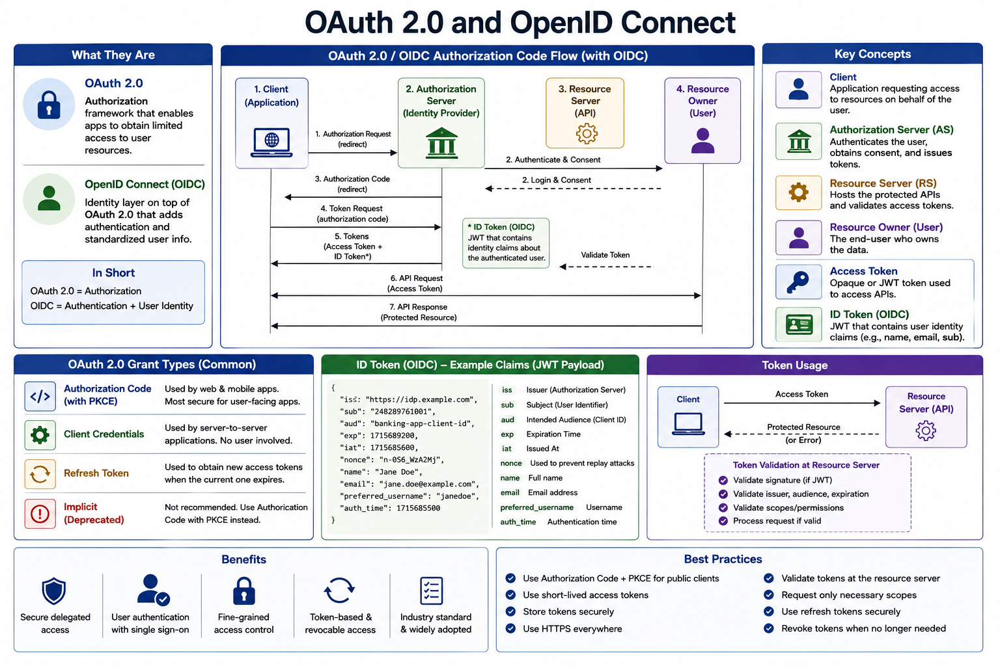 OAuth 2.0 and OpenID Connect
What They Are
OAuth 2.0
Authorization
framework that enables
apps to obtain limited
access to user
resources.
OpenID Connect (OIDC)
Identity layer on top of
OAuth 2.0 that adds
authentication and
standardized user info.
In Short
OAuth 2.0 = Authorization
OIDC = Authentication + User Identity
OAuth 2.0 / OIDC Authorization Code Flow (with OIDC)
1. Client
(Application)
2. Authorization
Server
(Identity Provider)
3. Resource
Server
(API)
4. Resource
Owner
(User)
1. Authorization Request
(redirect)
2. Authenticate & Consent
2. Login & Consent
3. Authorization Code
(redirect)
4. Token Request
(authorization code)
5. Tokens
(Access Token +
ID Token*)
* ID Token (OIDC)
JWT that contains
identity claims about
the authenticated user.
Validate Token
6. API Request
(Access Token)
7. API Response
(Protected Resource)
Key Concepts
Client
Application requesting access
to resources on behalf of the
user.
Authorization Server (AS)
Authenticates the user,
obtains consent, and issues
tokens.
Resource Server (RS)
Hosts the protected APIs
and validates access tokens.
Resource Owner (User)
The end-user who owns
the data.
Access Token
Opaque or JWT token used
to access APIs.
ID Token (OIDC)
JWT that contains user identity
claims (e.g., name, email, sub).
OAuth 2.0 Grant Types (Common)
Authorization Code
(with PKCE)
Used by web & mobile apps.
Most secure for user-facing apps.
Client Credentials
Used by server-to-server
applications. No user involved.
Refresh Token
Used to obtain new access tokens
when the current one expires.
Implicit
(Deprecated)
Not recommended. Use Authorication
Code with PKCE instead.
ID Token (OIDC) – Example Claims (JWT Payload)
{
"iss: "https://idp.example.com",
"sub": "248289761001",
"aud": "banking-app-client-id",
"exp": 1715689200,
"iat": 1715685600,
"nonce": "n-0S6_WzA2Mj",
"name": "Jane Doe",
"email": "jane.doe@example.com",
"preferred_username": "janedoe",
"auth_time": 1715685500
}
iss Issuer (Authorization Server)
sub Subject (User Identifier)
aud Intended Audience (Client ID)
exp Expiration Time
iat Issued At
nonce Used to prevent replay attacks
name Full name
email Email address
preferred_username Username
auth_time Authentication time
Token Usage
Client
Access Token
Resource
Server (API)
Protected Resource
(or Error)
Token Validation at Resource Server
Validate signature (if JWT)
Validate issuer, audience, expiration
Validate scopes/permissions
Process request if valid
Benefits
Secure delegated
access
User authentication
with single sign-on
Fine-grained
access control
Token-based &
revocable access
Industry standard
& widely adopted
Best Practices
Use Authorization Code + PKCE for public clients
Use short-lived access tokens
Store tokens securely
Use HTTPS everywhere
Validate tokens at the resource server
Request only necessary scopes
Use refresh tokens securely
Revoke tokens when no longer needed